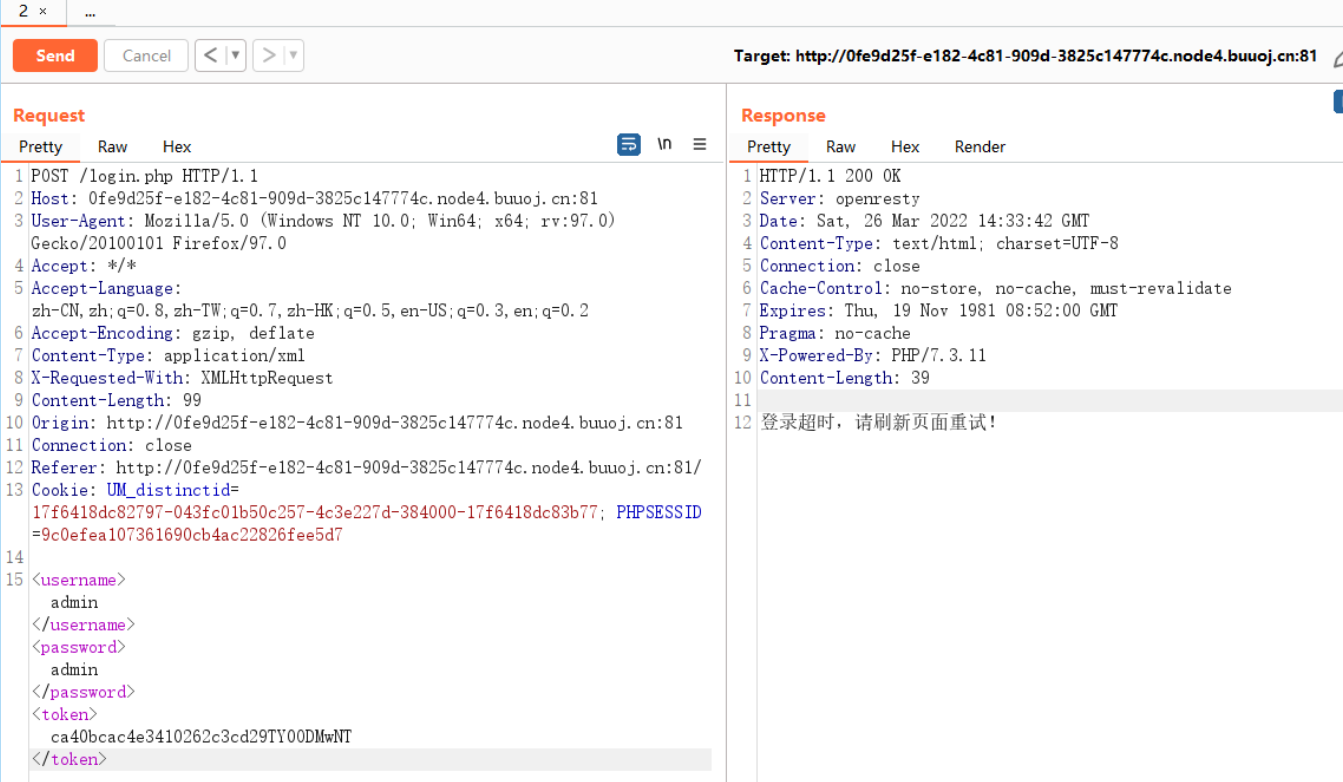 2 × ...
Send Cancel < ▼ > ▼ Target: http://0fe9d25f-e182-4c81-909d-3825c147774c.node4.buuoj.cn:81
Request
Pretty Raw Hex \n
1 POST /login.php HTTP/1.1
2 Host: 0fe9d25f-e182-4c81-909d-3825c147774c.node4.buuoj.cn:81
3 User-Agent: Mozilla/5.0 (Windows NT 10.0; Win64; x64; rv:97.0)
Gecko/20100101 Firefox/97.0
4 Accept: */*
5 Accept-Language:
zh-CN,zh;q=0.8,zh-TW;q=0.7,zh-HK;q=0.5,en-US;q=0.3,en;q=0.2
6 Accept-Encoding: gzip, deflate
7 Content-Type: application/xml
8 X-Requested-With: XMLHttpRequest
9 Content-Length: 99
10 Origin: http://0fe9d25f-e182-4c81-909d-3825c147774c.node4.buuoj.cn:81
11 Connection: close
12 Referer: http://0fe9d25f-e182-4c81-909d-3825c147774c.node4.buuoj.cn:81/
13 Cookie: UM_distinctid=
17f6418dc82797-043fc01b50c257-4c3e227d-384000-17f6418dc83b77; PHPSESSID
=9c0efea107361690cb4ac22826fee5d7
14
15 <username>
admin
</username>
<password>
admin
</password>
<token>
ca40bcac4e3410262c3cd29TY0ODMwNT
</token>
Response
Pretty Raw Hex Render
1 HTTP/1.1 200 OK
2 Server: openresty
3 Date: Sat, 26 Mar 2022 14:33:42 GMT
4 Content-Type: text/html; charset=UTF-8
5 Connection: close
6 Cache-Control: no-store, no-cache, must-revalidate
7 Expires: Thu, 19 Nov 1981 08:52:00 GMT
8 Pragma: no-cache
9 X-Powered-By: PHP/7.3.11
10 Content-Length: 39
11
12 登录超时，请刷新页面重试！